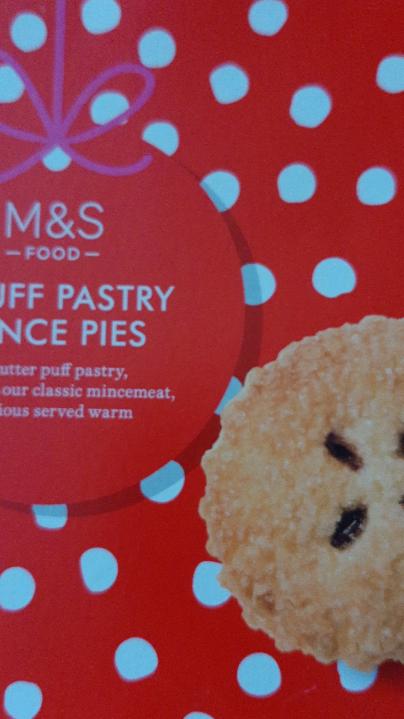 M&S
—FOOD—
UFF PASTRY
NCE PIES
utter puff pastry,
our classic mincemeat,
ious served warm